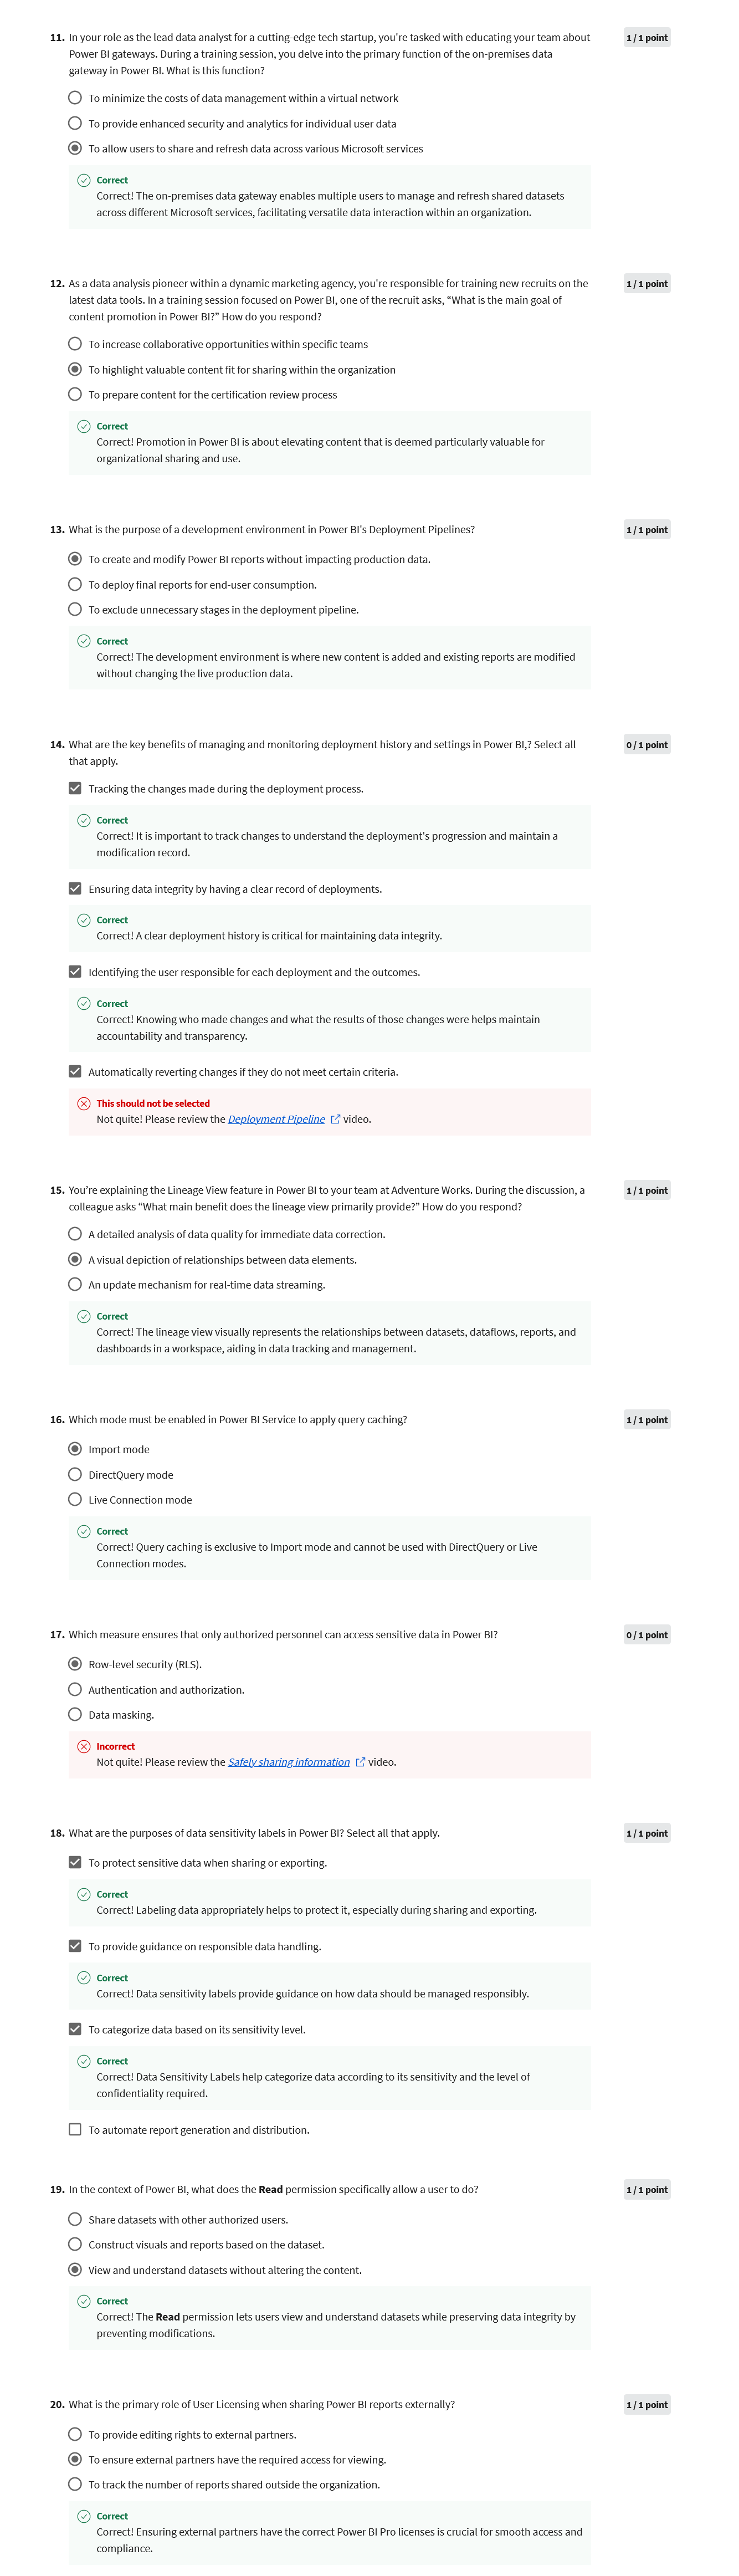 11. In your role as the lead data analyst for a cutting-edge tech startup, you're tasked with educating your team about
Power BI gateways. During a training session, you delve into the primary function of the on-premises data
gateway in Power BI. What is this function?
1 / 1 point
To minimize the costs of data management within a virtual network
To provide enhanced security and analytics for individual user data
To allow users to share and refresh data across various Microsoft services
Correct
Correct! The on-premises data gateway enables multiple users to manage and refresh shared datasets
across different Microsoft services, facilitating versatile data interaction within an organization.
12. As a data analysis pioneer within a dynamic marketing agency, you're responsible for training new recruits on the
latest data tools. In a training session focused on Power BI, one of the recruit asks, “What is the main goal of
content promotion in Power BI?” How do you respond?
1 / 1 point
To increase collaborative opportunities within specific teams
To highlight valuable content fit for sharing within the organization
To prepare content for the certification review process
Correct
Correct! Promotion in Power BI is about elevating content that is deemed particularly valuable for
organizational sharing and use.
13. What is the purpose of a development environment in Power BI's Deployment Pipelines?
1 / 1 point
To create and modify Power BI reports without impacting production data.
To deploy final reports for end-user consumption.
To exclude unnecessary stages in the deployment pipeline.
Correct
Correct! The development environment is where new content is added and existing reports are modified
without changing the live production data.
14. What are the key benefits of managing and monitoring deployment history and settings in Power BI,? Select all
that apply.
0 / 1 point
Tracking the changes made during the deployment process.
Correct
Correct! It is important to track changes to understand the deployment's progression and maintain a
modification record.
Ensuring data integrity by having a clear record of deployments.
Correct
Correct! A clear deployment history is critical for maintaining data integrity.
Identifying the user responsible for each deployment and the outcomes.
Correct
Correct! Knowing who made changes and what the results of those changes were helps maintain
accountability and transparency.
Automatically reverting changes if they do not meet certain criteria.
This should not be selected
Not quite! Please review the Deployment Pipeline video.
15. You're explaining the Lineage View feature in Power BI to your team at Adventure Works. During the discussion, a
colleague asks “What main benefit does the lineage view primarily provide?” How do you respond?
1 / 1 point
A detailed analysis of data quality for immediate data correction.
A visual depiction of relationships between data elements.
An update mechanism for real-time data streaming.
Correct
Correct! The lineage view visually represents the relationships between datasets, dataflows, reports, and
dashboards in a workspace, aiding in data tracking and management.
16. Which mode must be enabled in Power BI Service to apply query caching?
1 / 1 point
Import mode
DirectQuery mode
Live Connection mode
Correct
Correct! Query caching is exclusive to Import mode and cannot be used with DirectQuery or Live
Connection modes.
17. Which measure ensures that only authorized personnel can access sensitive data in Power BI?
0 / 1 point
Row-level security (RLS).
Authentication and authorization.
Data masking.
Incorrect
Not quite! Please review the Safely sharing information video.
18. What are the purposes of data sensitivity labels in Power BI? Select all that apply.
1 / 1 point
To protect sensitive data when sharing or exporting.
Correct
Correct! Labeling data appropriately helps to protect it, especially during sharing and exporting.
To provide guidance on responsible data handling.
Correct
Correct! Data sensitivity labels provide guidance on how data should be managed responsibly.
To categorize data based on its sensitivity level.
Correct
Correct! Data Sensitivity Labels help categorize data according to its sensitivity and the level of
confidentiality required.
To automate report generation and distribution.
19. In the context of Power BI, what does the Read permission specifically allow a user to do?
1 / 1 point
Share datasets with other authorized users.
Construct visuals and reports based on the dataset.
View and understand datasets without altering the content.
Correct
Correct! The Read permission lets users view and understand datasets while preserving data integrity by
preventing modifications.
20. What is the primary role of User Licensing when sharing Power BI reports externally?
1 / 1 point
To provide editing rights to external partners.
To ensure external partners have the required access for viewing.
To track the number of reports shared outside the organization.
Correct
Correct! Ensuring external partners have the correct Power BI Pro licenses is crucial for smooth access and
compliance.